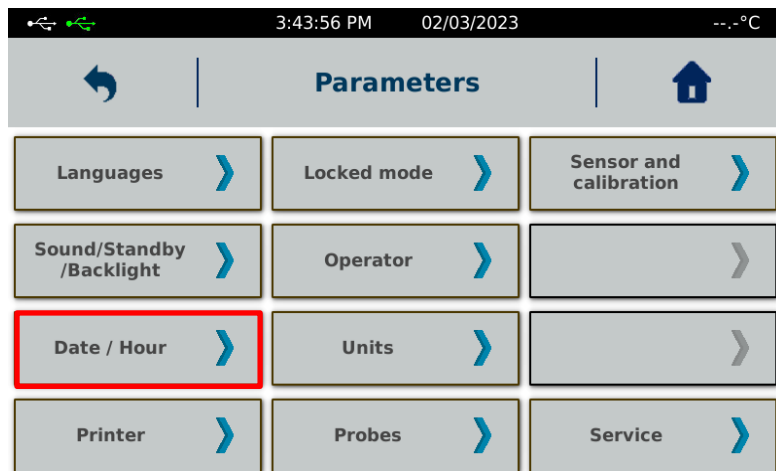 3:43:56 PM 02/03/2023 --.-°C
Parameters
Languages
Locked mode
Sensor and
calibration
Sound/Standby
/Backlight
Operator
Date / Hour
Units
Printer
Probes
Service